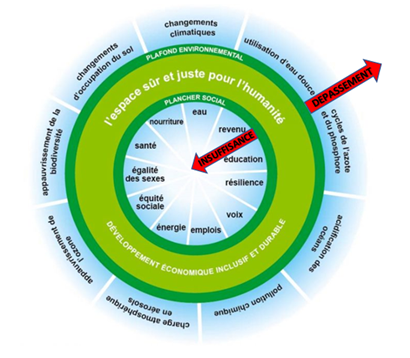 changements
climatiques
utilisation d'eau douce
cycles de l'azote
et du phosphore
acidification des
océans
pollution chimique
charge atmosphérique
en aérosols
appauvrissement de
l'ozone
appauvrissement de la
biodiversité
changements
d'occupation du sol
PLAFOND ENVIRONNEMENTAL
l'espace sûr et juste pour l'humanité
PLANCHER SOCIAL
DÉPASSEMENT
INSUFFISANCE
eau
revenu
éducation
résilience
voix
emplois
énergie
équité
sociale
égalité
des sexes
santé
nourriture
DÉVELOPPEMENT ÉCONOMIQUE INCLUSIF ET DURABLE